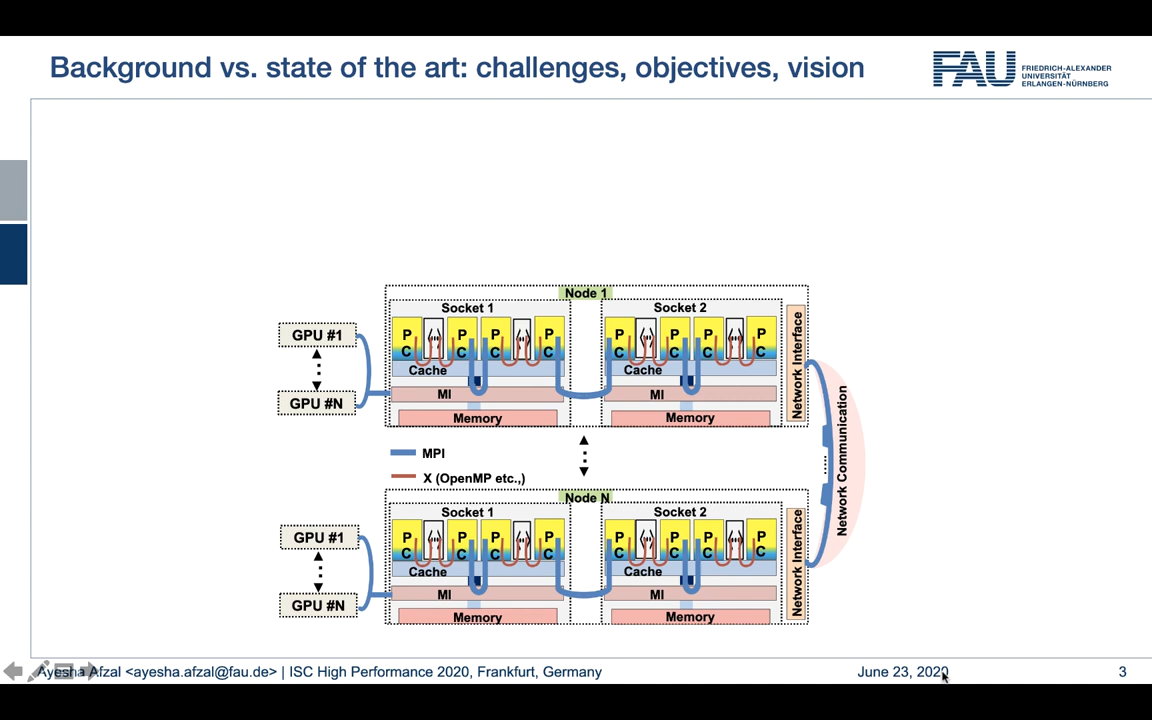 Background vs. state of the art: challenges, objectives, vision
FAU FRIEDRICH-ALEXANDER
UNIVERSITÄT
ERLANGEN-NÜRNBERG
Node 1
Socket 1
Socket 2
GPU #1
GPU #N
P P P P
C C C C
Cache
MI
Memory
P P P P
C C C C
Cache
MI
Memory
Network Interface
MPI
X (OpenMP etc.,)
Network Communication
Node N
Socket 1
Socket 2
GPU #1
GPU #N
P P P P
C C C C
Cache
MI
Memory
P P P P
C C C C
Cache
MI
Memory
Network Interface
Ayesha Afzal <ayesha.afzal@fau.de> | ISC High Performance 2020, Frankfurt, Germany
June 23, 2020
3